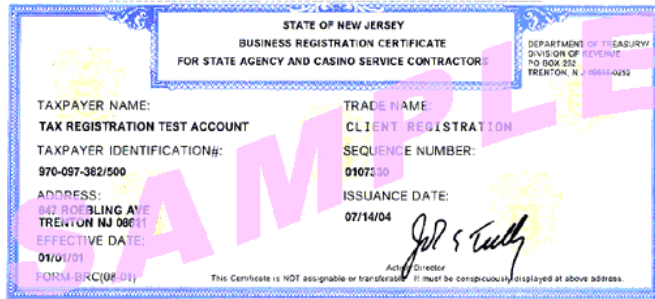 STATE OF NEW JERSEY
BUSINESS REGISTRATION CERTIFICATE
FOR STATE AGENCY AND CASINO SERVICE CONTRACTORS
DEPARTMENT OF TREASURY/
DIVISION OF REVENUE
PO BOX 252
TRENTON, N J 08646-0252
TAXPAYER NAME:
TAX REGISTRATION TEST ACCOUNT
TRADE NAME:
CLIENT REGISTRATION
TAXPAYER IDENTIFICATION#:
970-097-382/500
SEQUENCE NUMBER:
0107330
ADDRESS:
847 ROEBLING AVE
TRENTON NJ 08611
ISSUANCE DATE:
07/14/04
EFFECTIVE DATE:
01/01/01
FORM-BRC(08-01)
Acting Director
This Certificate is NOT assignable or transferable. It must be conspicuously displayed at above address.
SAMPLE